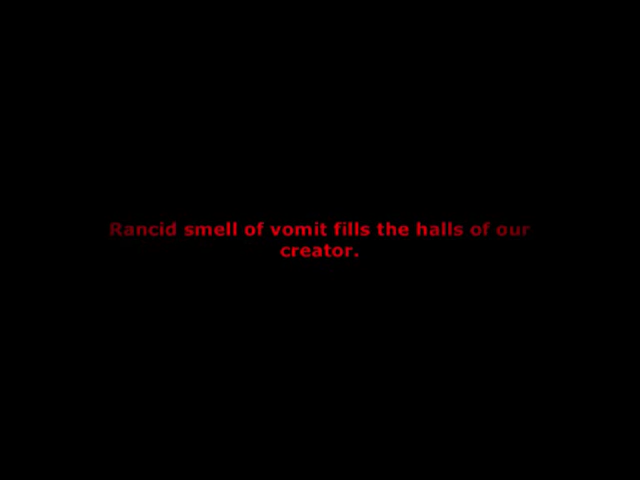 Rancid smell of vomit fills the halls of our
creator.